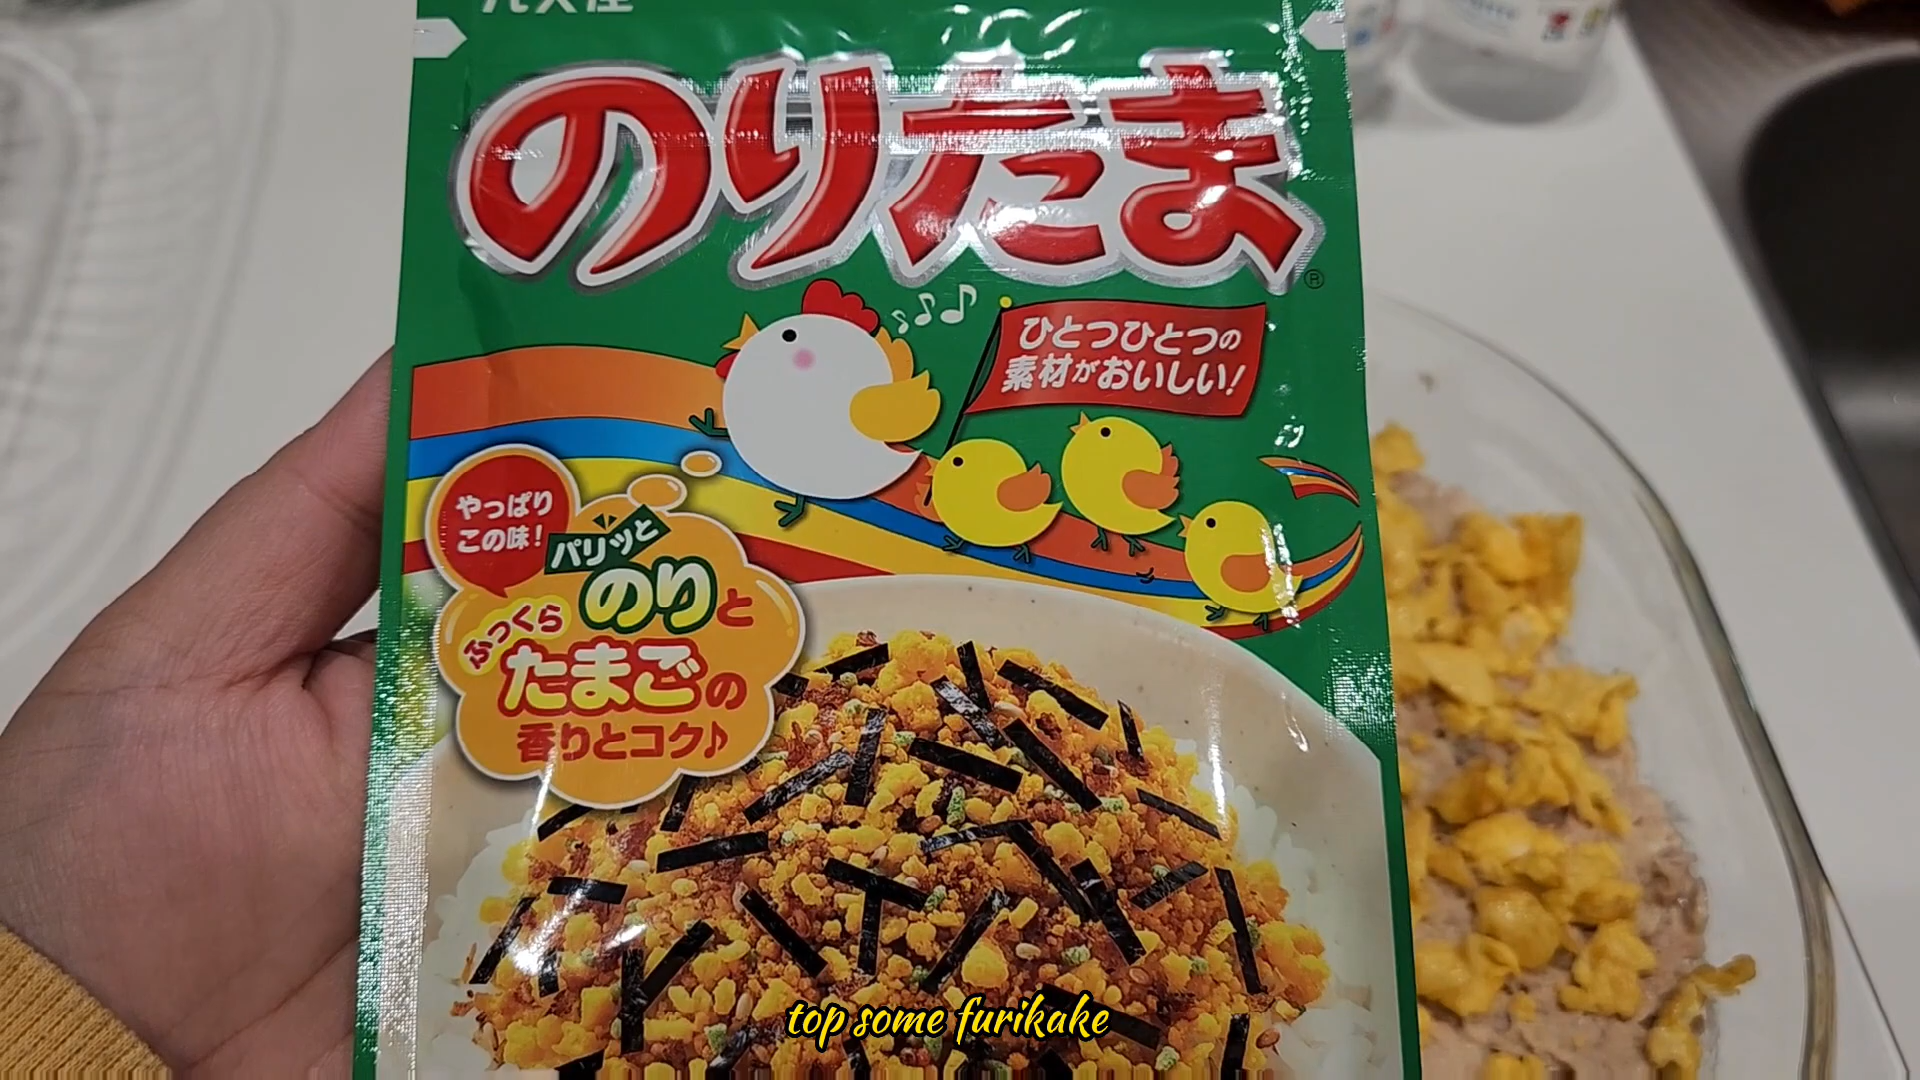 のりたま
®
ひとつひとつの
素材がおいしい!
やっぱり
この味!
パリッと
のりと
ふっくら
たまごの
香りとコク♪
top some furikake